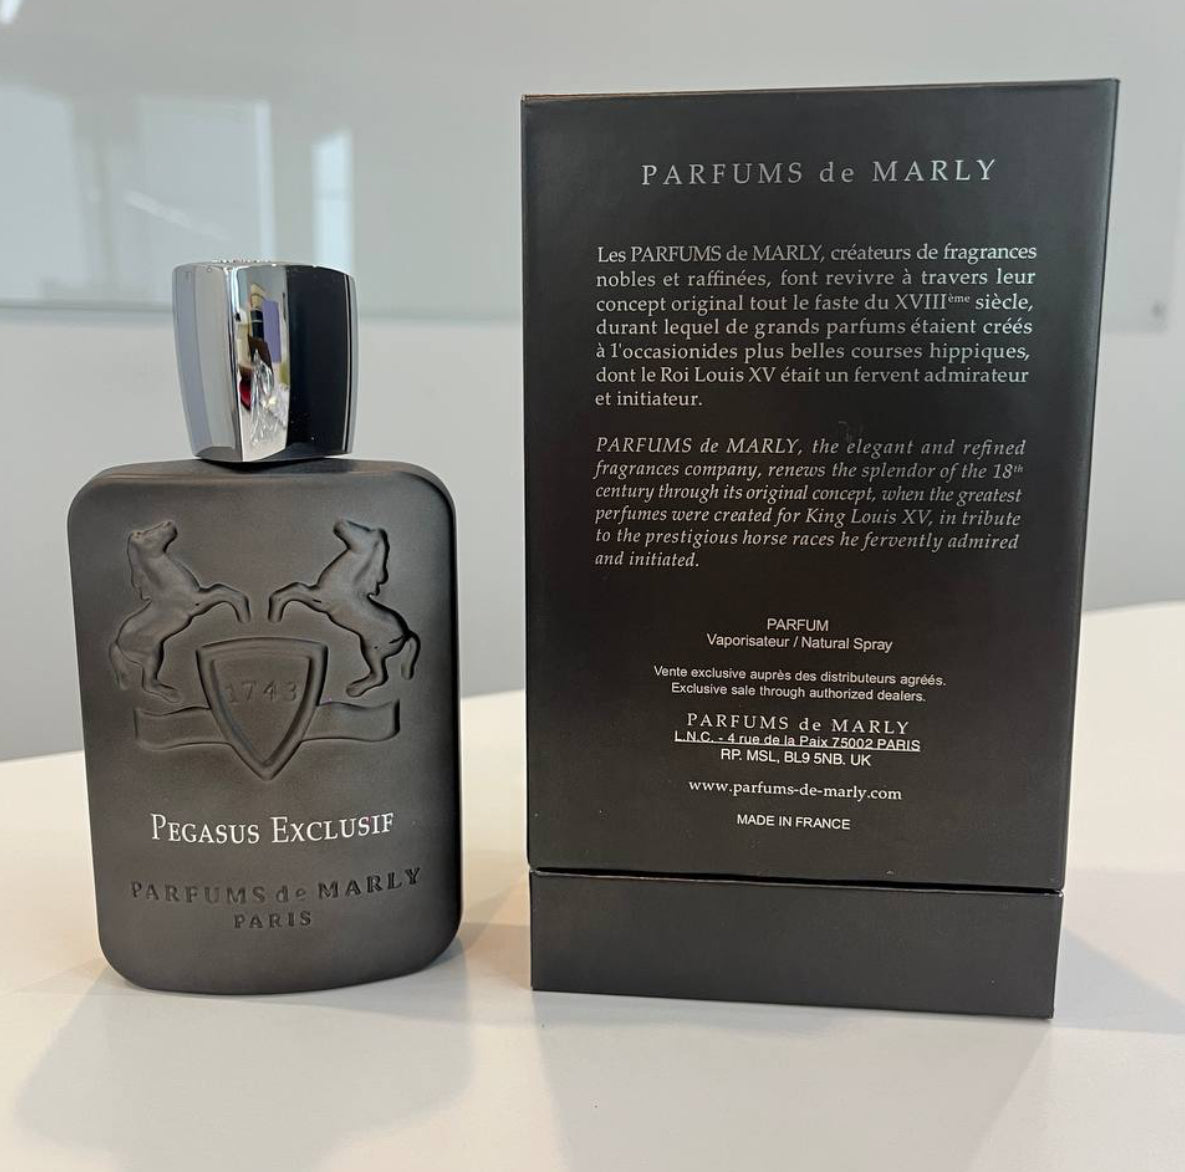 1743
PEGASUS EXCLUSIF
PARFUMS de MARLY
PARIS
PARFUMS de MARLY
Les PARFUMS de MARLY, créateurs de fragrances
nobles et raffinées, font revivre à travers leur
concept original tout le faste du XVIIIème siècle,
durant lequel de grands parfums étaient créés
à l'occasionides plus belles courses hippiques,
dont le Roi Louis XV était un fervent admirateur
et initiateur.
PARFUMS de MARLY, the elegant and refined
fragrances company, renews the splendor of the 18th
century through its original concept, when the greatest
perfumes were created for King Louis XV, in tribute
to the prestigious horse races he fervently admired
and initiated.
PARFUM
Vaporisateur / Natural Spray
Vente exclusive auprès des distributeurs agréés.
Exclusive sale through authorized dealers.
PARFUMS de MARLY
L.N.C. - 4 rue de la Paix 75002 PARIS
RP. MSL, BL9 5NB. UK
www.parfums-de-marly.com
MADE IN FRANCE